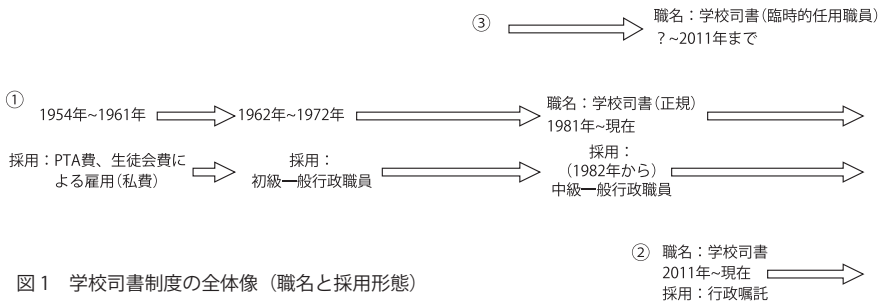 ③
職名：学校司書（臨時的任用職員）
？~2011年まで
①
1954年~1961年
1962年~1972年
職名：学校司書（正規）
1981年~現在
採用：PTA費、生徒会費に
よる雇用（私費）
採用：
初級一般行政職員
採用：
（1982年から）
中級一般行政職員
②
職名：学校司書
2011年~現在
採用：行政嘱託
図1　学校司書制度の全体像（職名と採用形態）